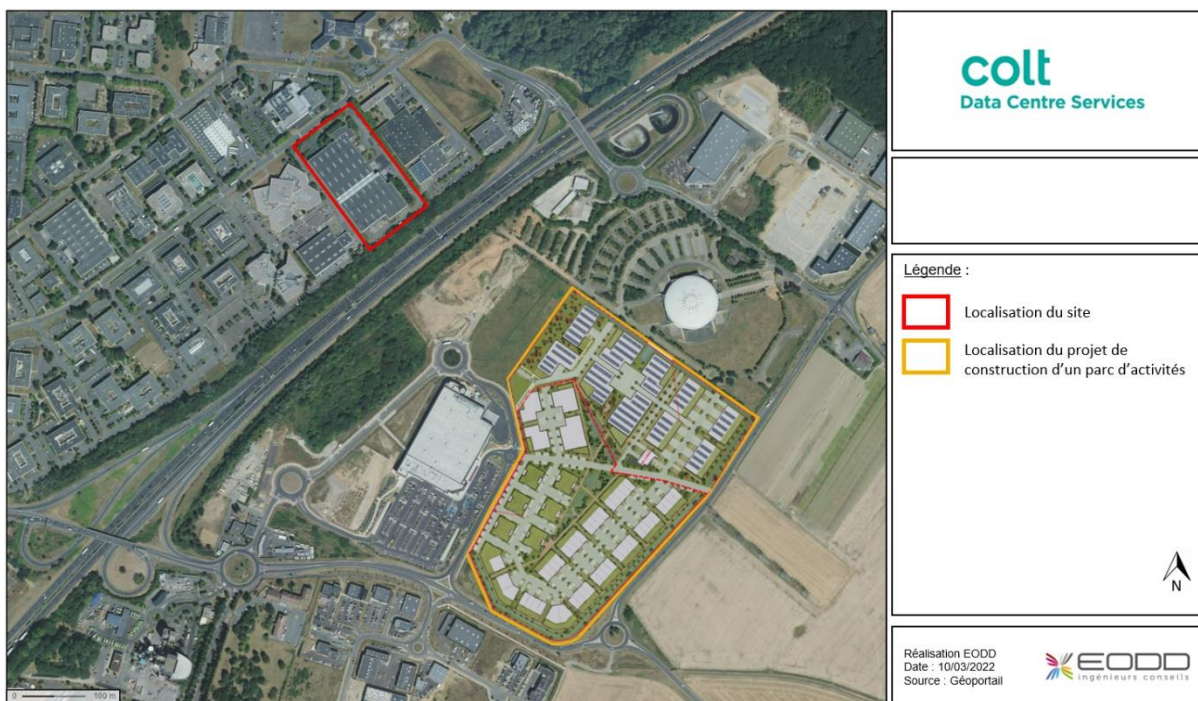 colt
Data Centre Services
Légende :
Localisation du site
Localisation du projet de
construction d'un parc d'activités
N
Réalisation EODD
Date : 10/03/2022
Source : Géoportail
EODD
ingénieurs conseils
0 100 m